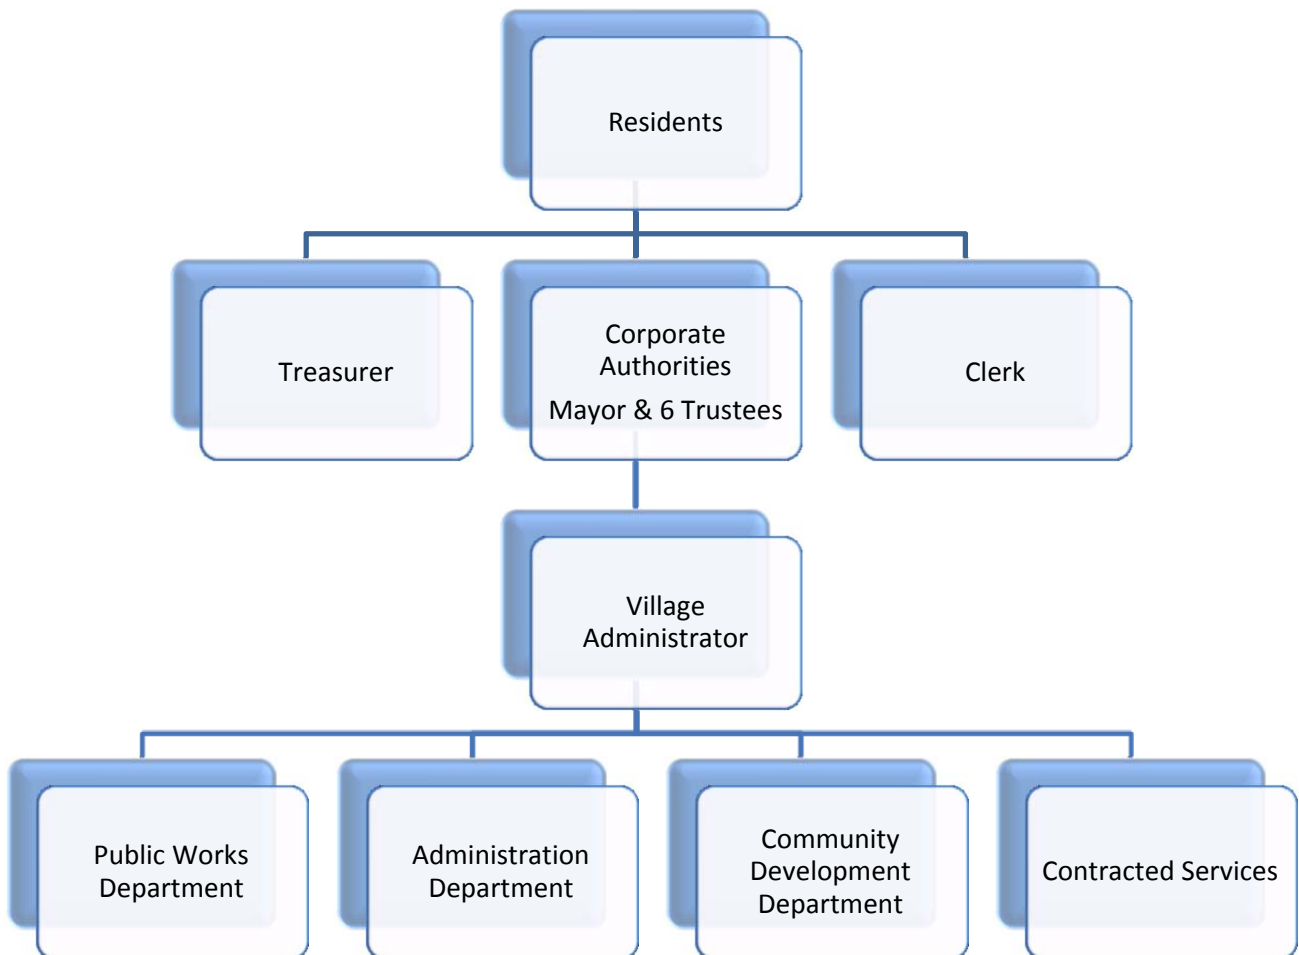 Residents
Treasurer
Corporate
Authorities
Mayor & 6 Trustees
Clerk
Village
Administrator
Public Works
Department
Administration
Department
Community
Development
Department
Contracted Services